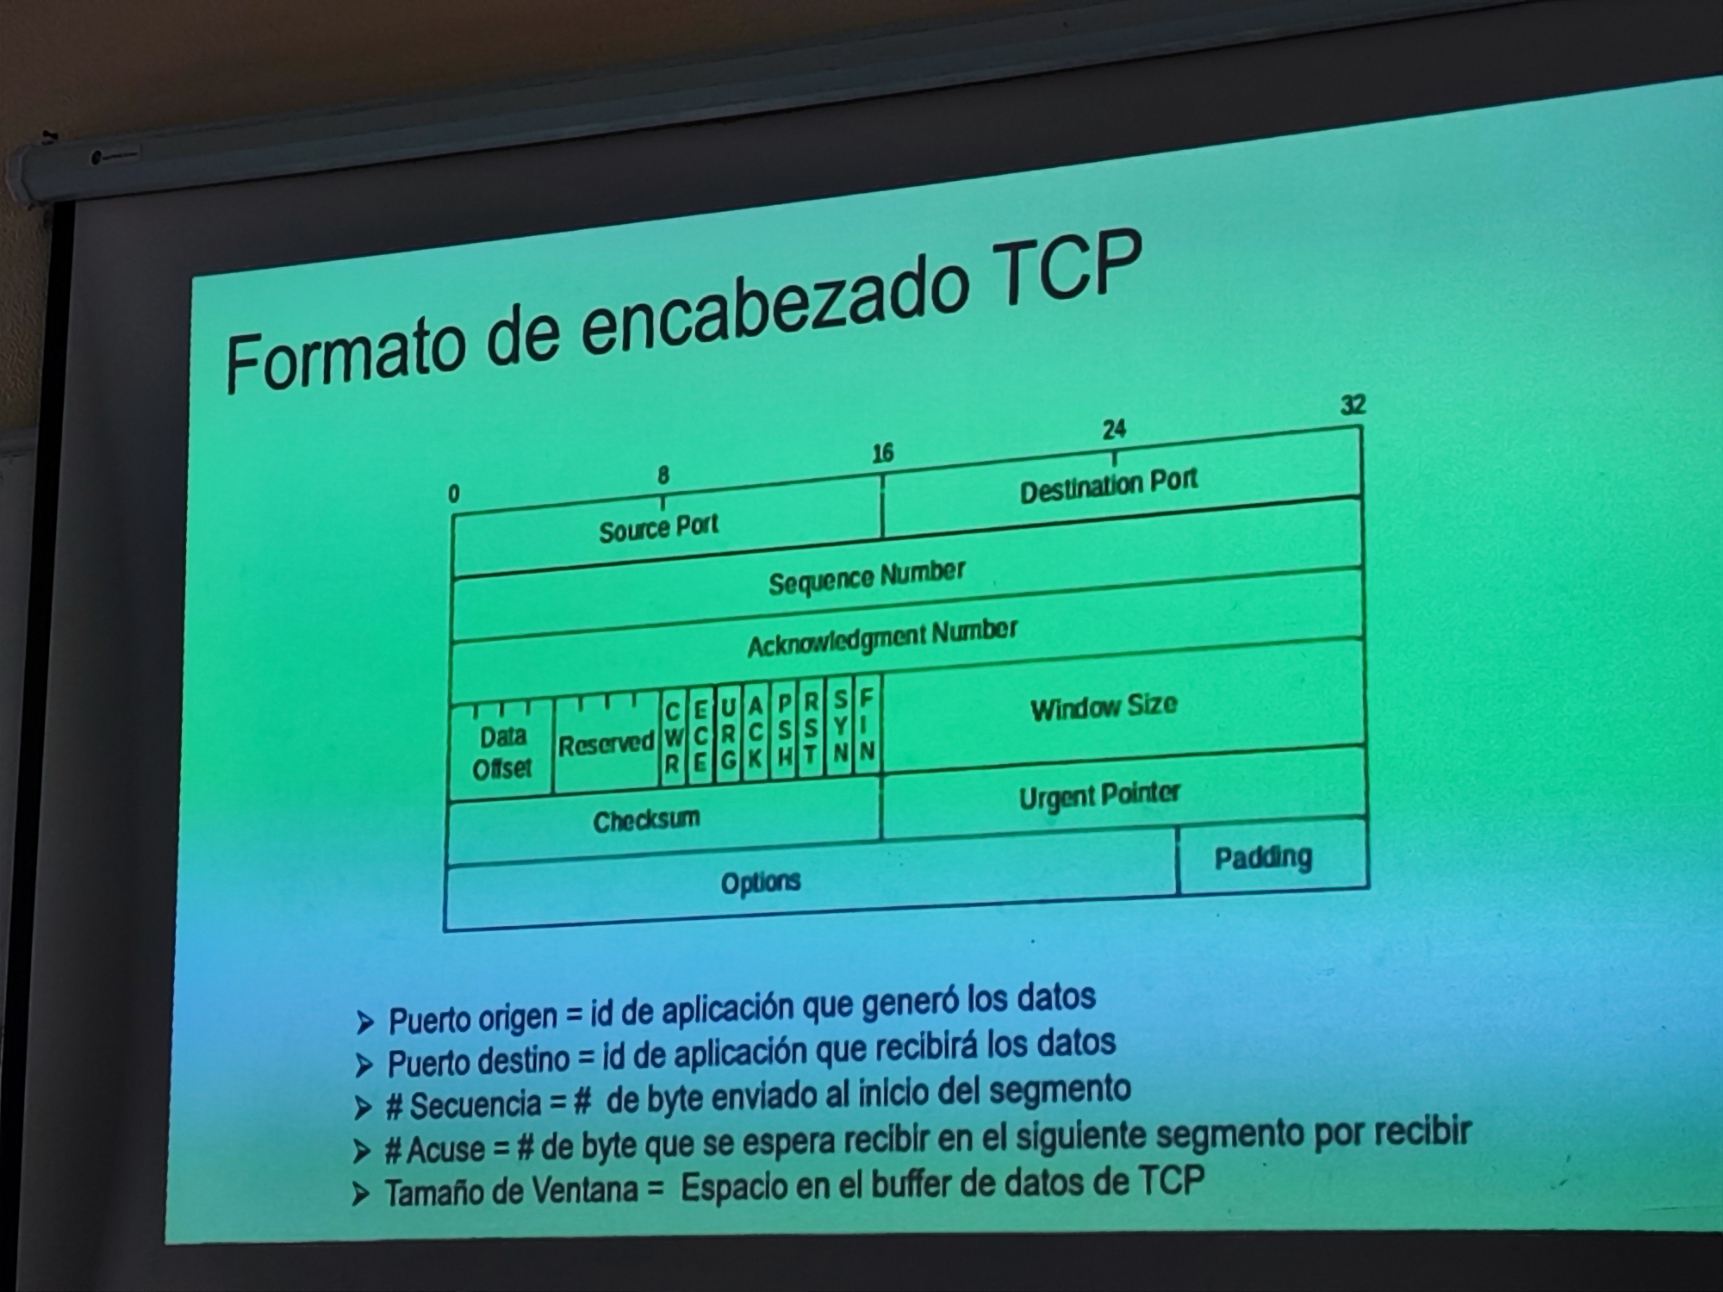 Formato de encabezado TCP
0 8 16 24 32
Source Port Destination Port
Sequence Number
Acknowledgment Number
Data Offset Reserved CWR ECE URG ACK PSH RST SYN FIN Window Size
Checksum Urgent Pointer
Options Padding
➢ Puerto origen = id de aplicación que generó los datos
➢ Puerto destino = id de aplicación que recibirá los datos
➢ # Secuencia = # de byte enviado al inicio del segmento
➢ # Acuse = # de byte que se espera recibir en el siguiente segmento por recibir
➢ Tamaño de Ventana = Espacio en el buffer de datos de TCP